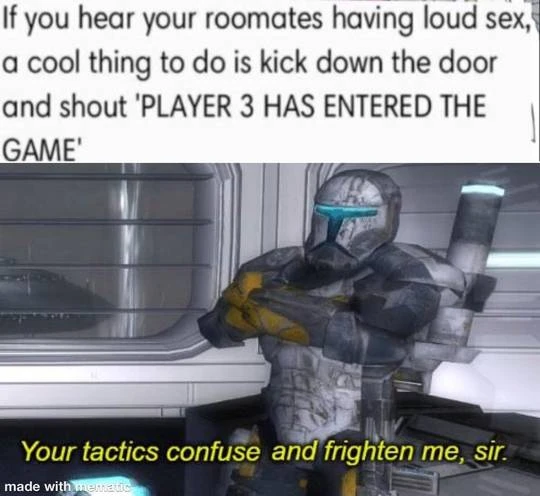 If you hear your roomates having loud sex,
a cool thing to do is kick down the door
and shout 'PLAYER 3 HAS ENTERED THE
GAME'
Your tactics confuse and frighten me, sir.
made with mematic